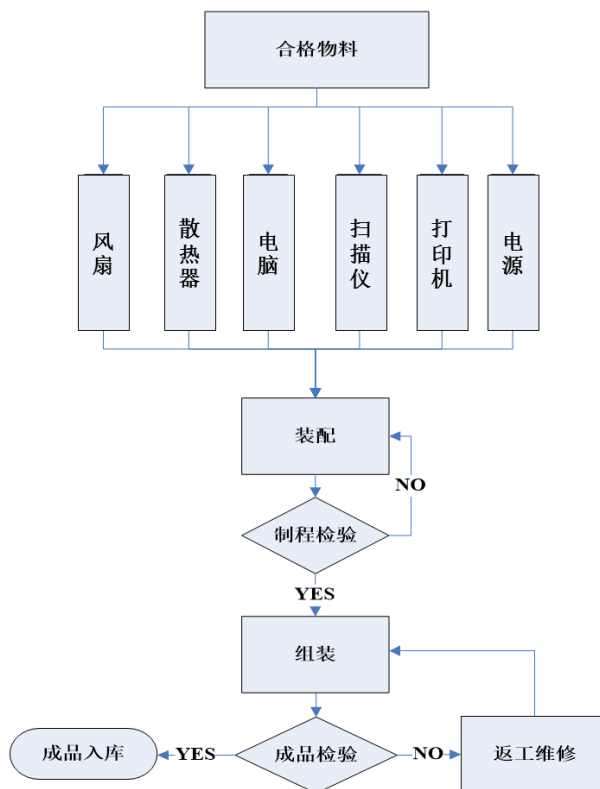 合格物料
风扇
散热器
电脑
扫描仪
打印机
电源
装配
NO
制程检验
YES
组装
成品入库
YES
成品检验
NO
返工维修